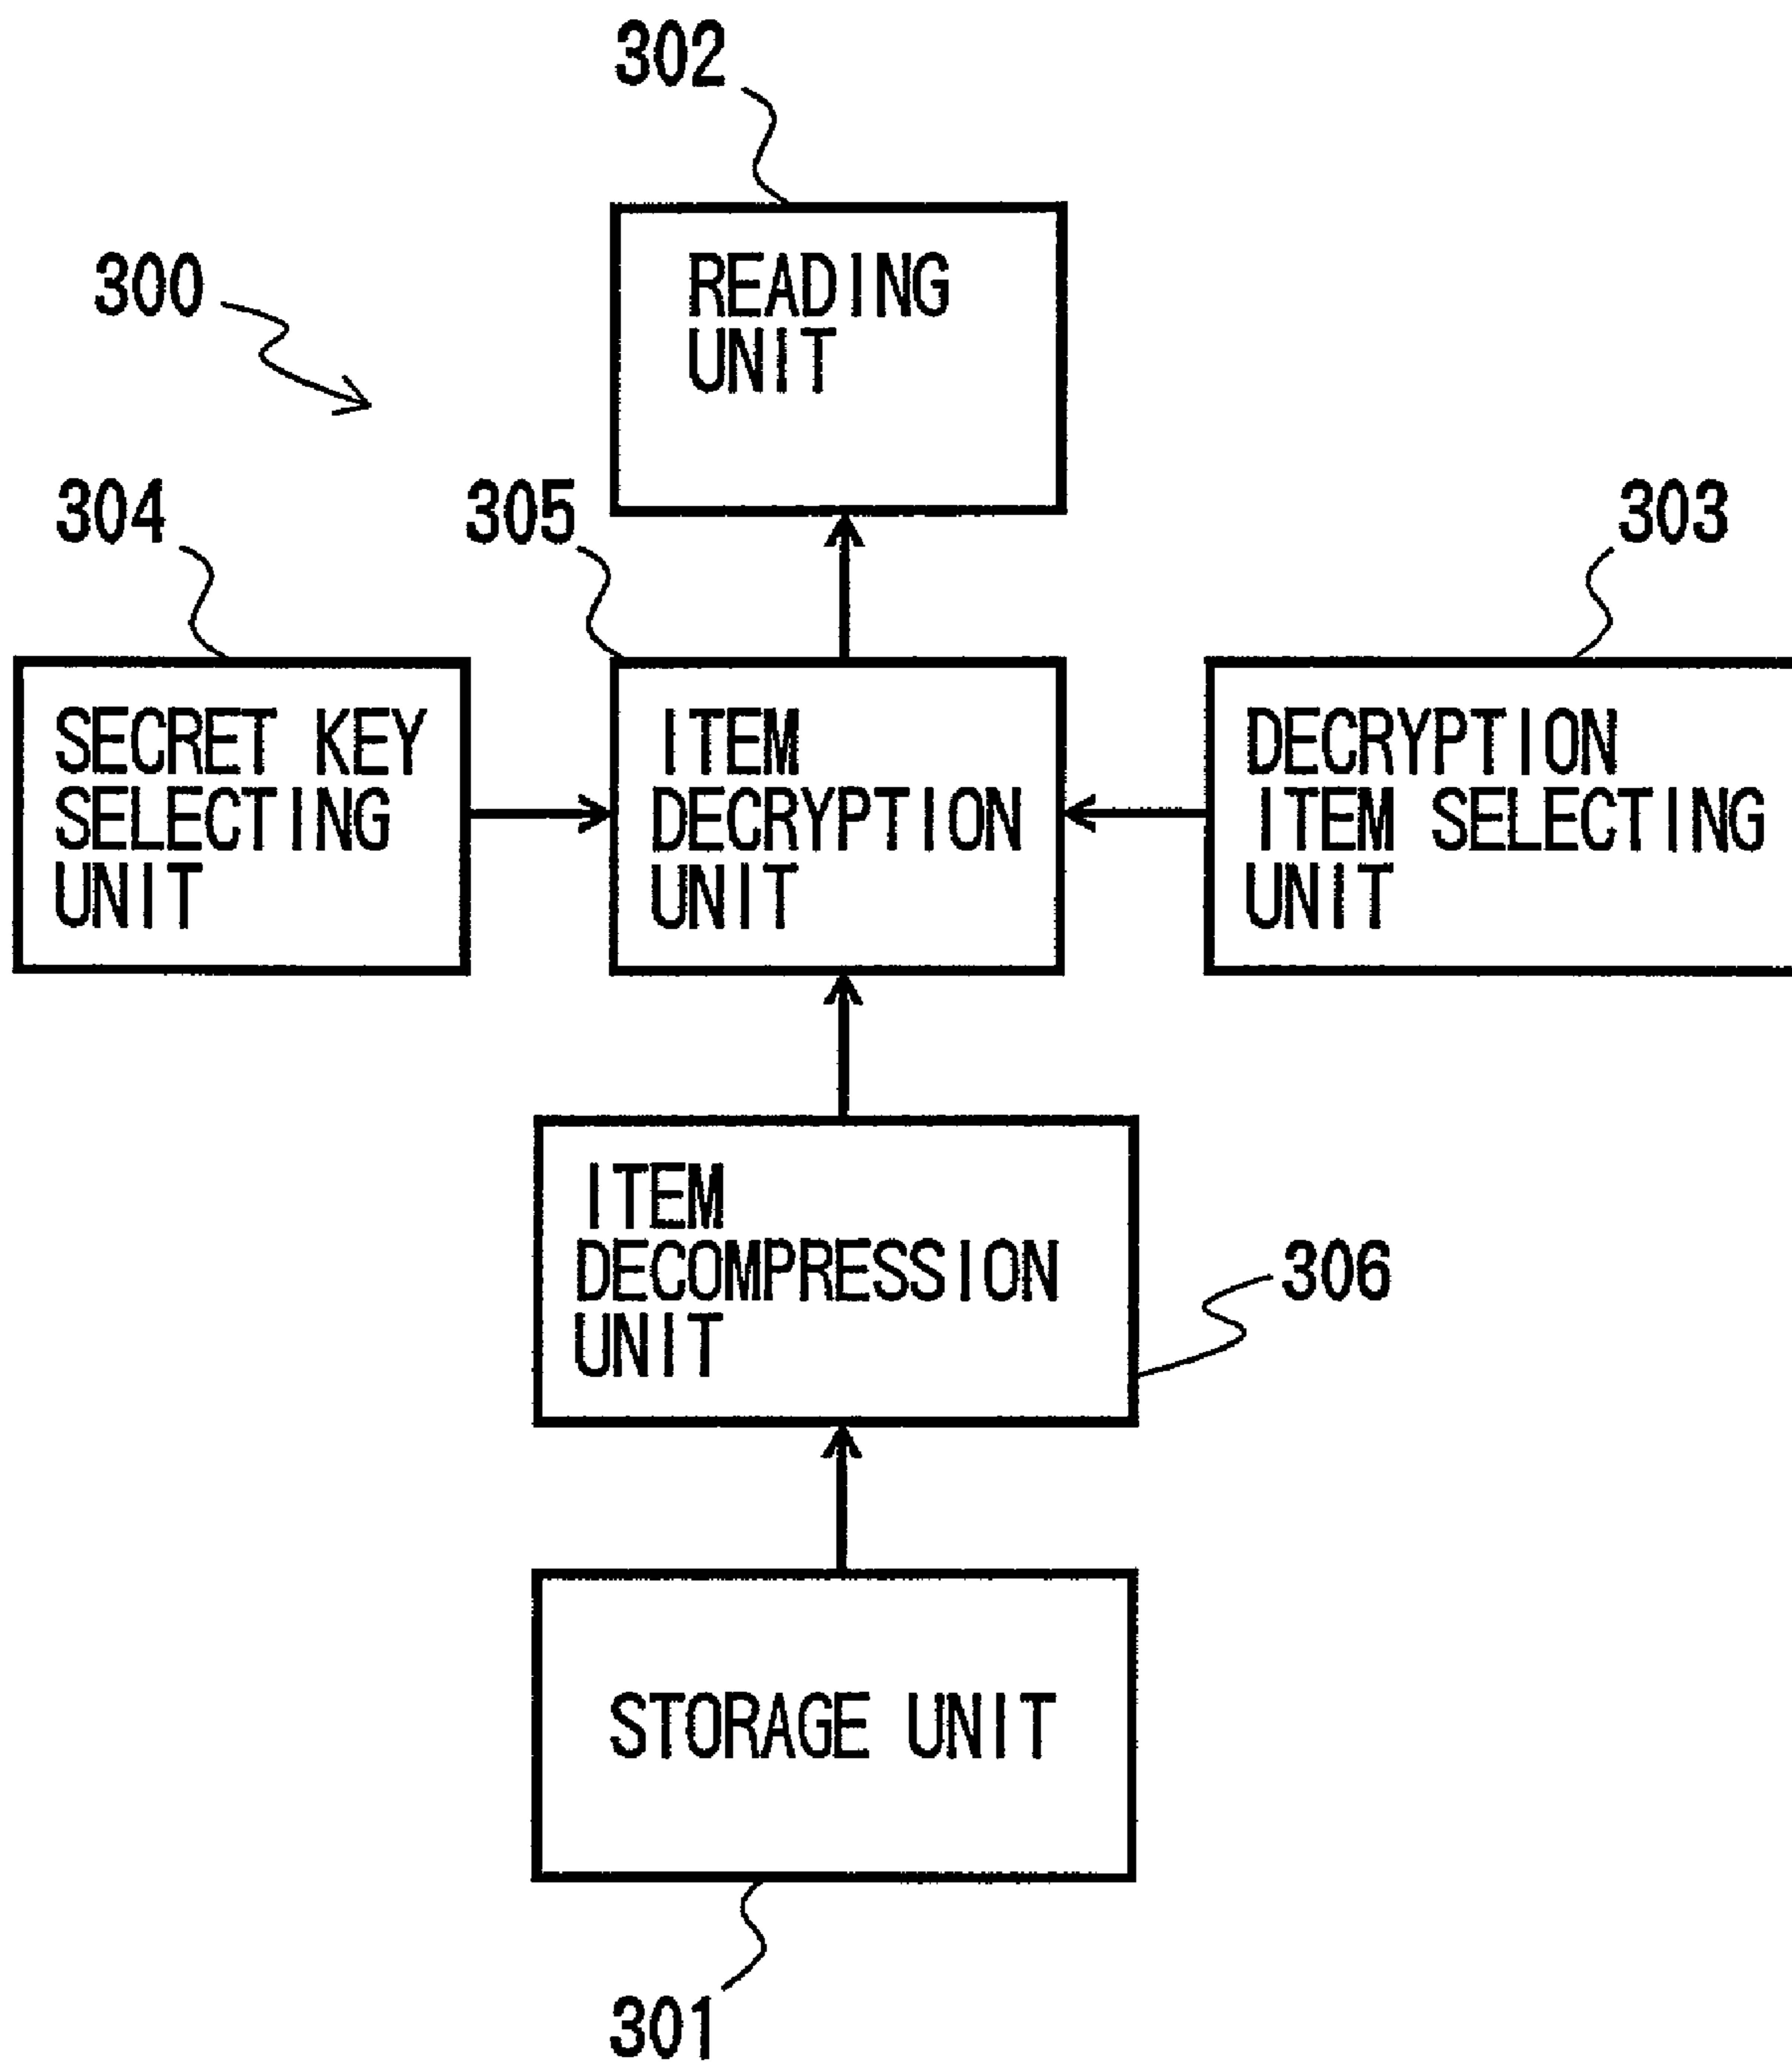 302
300
READING
UNIT
304
305
303
SECRET KEY
SELECTING
UNIT
ITEM
DECRYPTION
UNIT
DECRYPTION
ITEM SELECTING
UNIT
ITEM
DECOMPRESSION
UNIT
306
STORAGE UNIT
301